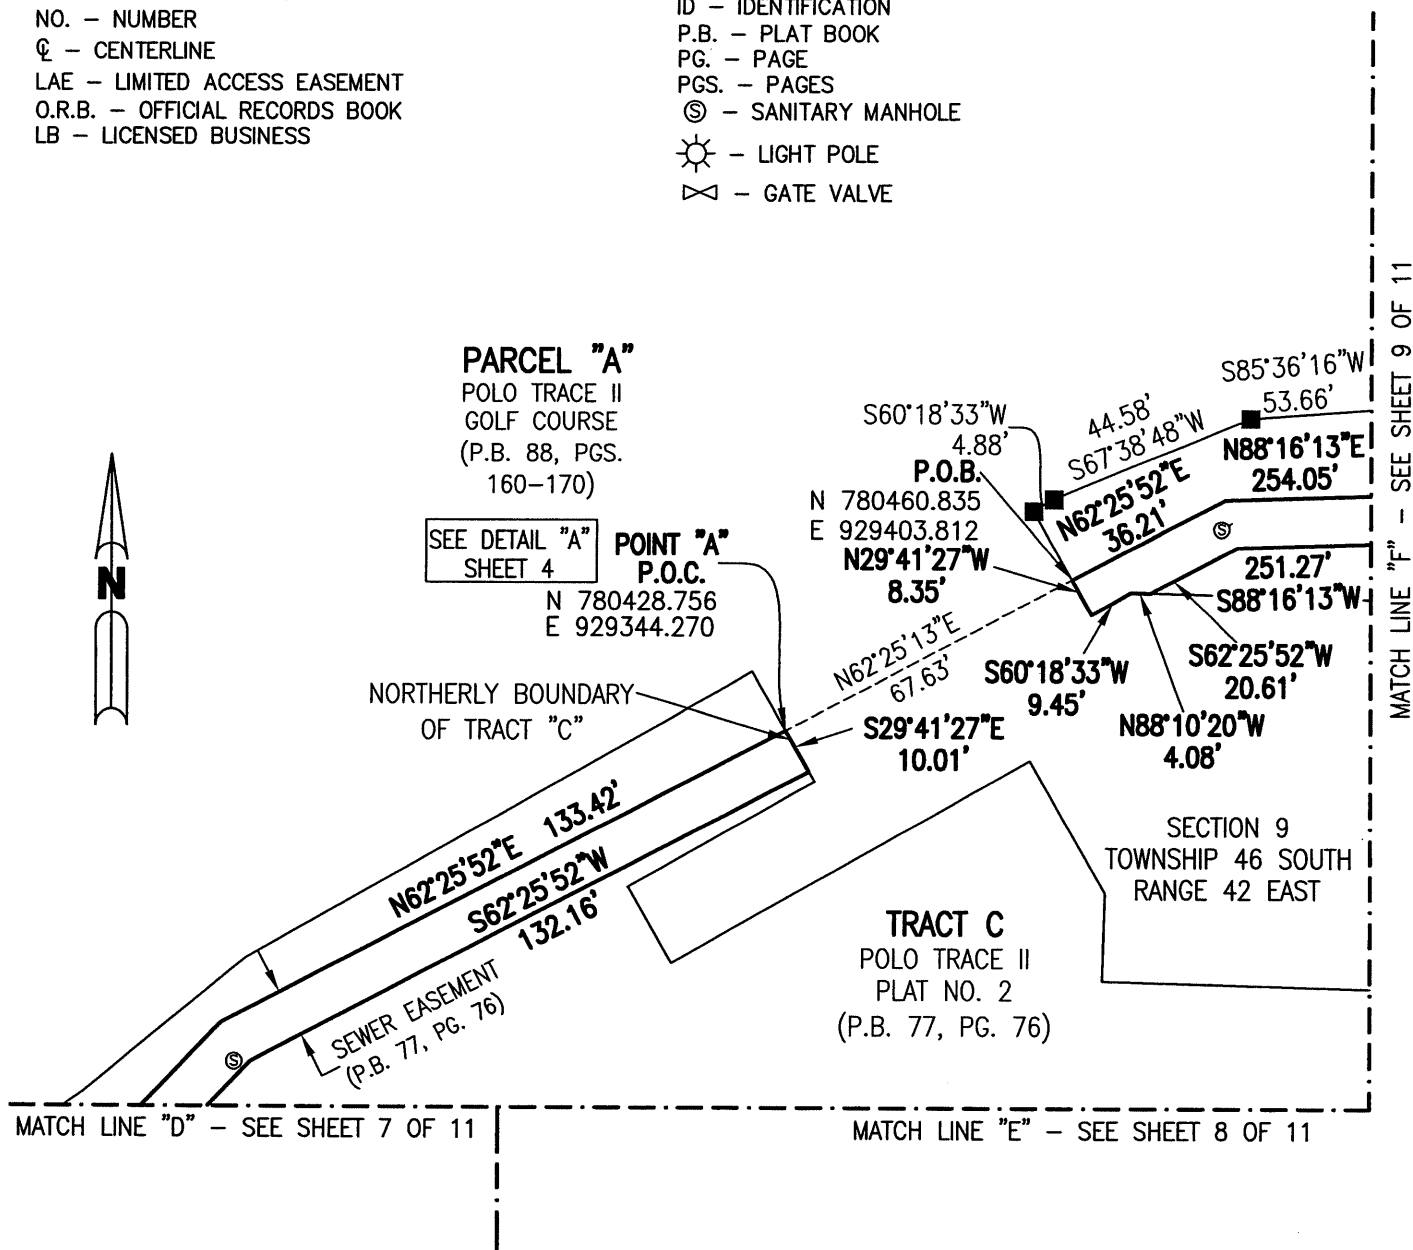 NO. – NUMBER
℄ – CENTERLINE
LAE – LIMITED ACCESS EASEMENT
O.R.B. – OFFICIAL RECORDS BOOK
LB – LICENSED BUSINESS
ID – IDENTIFICATION
P.B. – PLAT BOOK
PG. – PAGE
PGS. – PAGES
Ⓢ – SANITARY MANHOLE
– LIGHT POLE
– GATE VALVE
PARCEL "A"
POLO TRACE II
GOLF COURSE
(P.B. 88, PGS.
160–170)
SEE DETAIL "A"
SHEET 4
POINT "A"
P.O.C.
N 780428.756
E 929344.270
NORTHERLY BOUNDARY
OF TRACT "C"
N
S60°18'33"W
4.88'
P.O.B.
N 780460.835
E 929403.812
N29°41'27"W
8.35'
44.58'
S67°38'48"W
S85°36'16"W
53.66'
N88°16'13"E
254.05'
N62°25'52"E
36.21'
Ⓢ
251.27'
S88°16'13"W
S62°25'52"W
20.61'
N88°10'20"W
4.08'
S60°18'33"W
9.45'
N62°25'13"E
67.63'
S29°41'27"E
10.01'
N62°25'52"E 133.42'
S62°25'52"W
132.16'
SEWER EASEMENT
(P.B. 77, PG. 76)
Ⓢ
SECTION 9
TOWNSHIP 46 SOUTH
RANGE 42 EAST
TRACT C
POLO TRACE II
PLAT NO. 2
(P.B. 77, PG. 76)
MATCH LINE "F" – SEE SHEET 9 OF 11
MATCH LINE "D" – SEE SHEET 7 OF 11
MATCH LINE "E" – SEE SHEET 8 OF 11